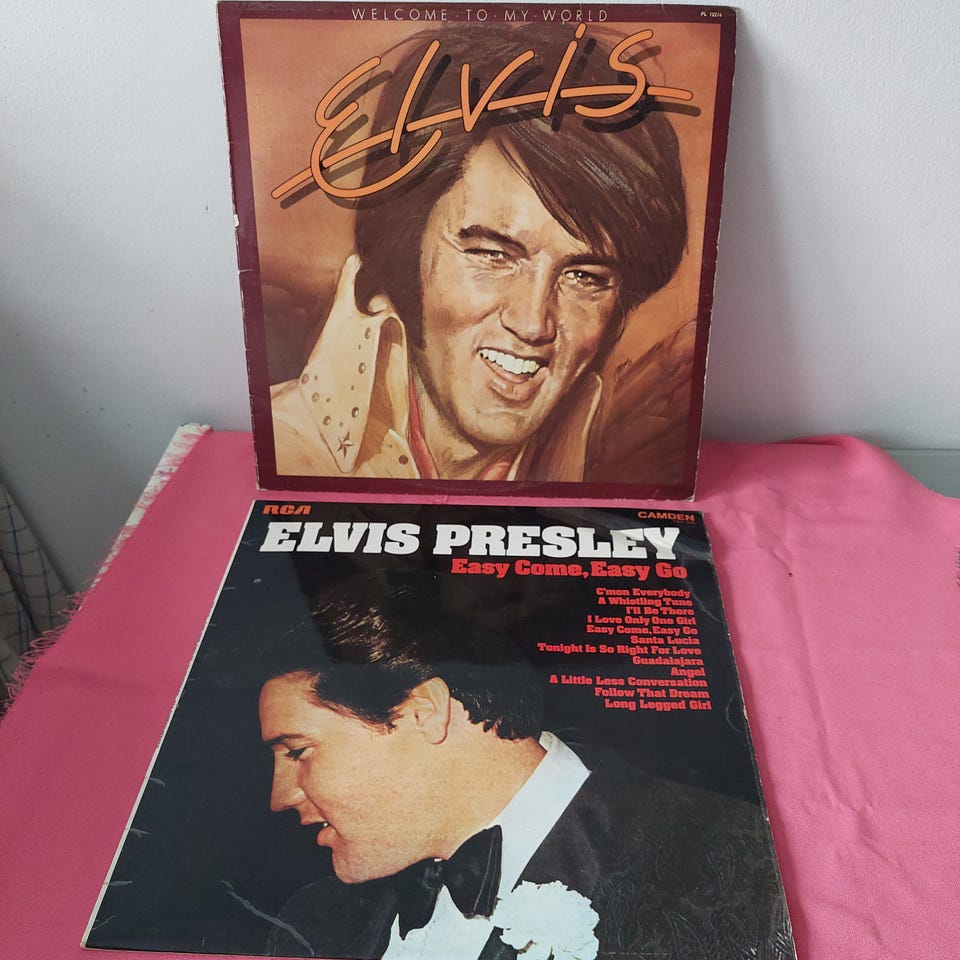 WELCOME·TO·MY·WORLD
PL 12274
Elvis
RCA
CAMDEN
ELVIS PRESLEY
Easy Come, Easy Go
C'mon Everybody
A Whistling Tune
I'll Be There
I Love Only One Girl
Easy Come, Easy Go
Santa Lucia
Tonight Is So Right For Love
Guadalajara
Angel
A Little Less Conversation
Follow That Dream
Long Legged Girl